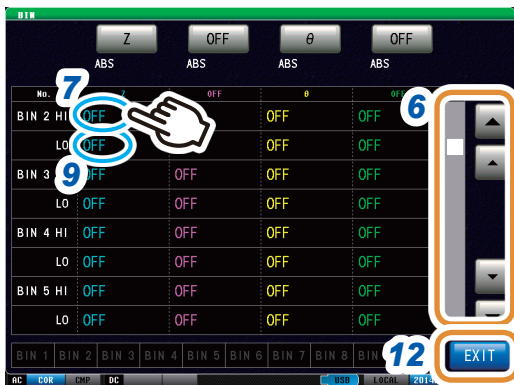 BIN
Z OFF θ OFF
ABS ABS ABS ABS
7 6
No. Z OFF θ OFF
BIN 2 HI OFF OFF OFF
LO OFF OFF OFF
9
BIN 3 OFF OFF OFF OFF
LO OFF OFF OFF OFF
BIN 4 HI OFF OFF OFF OFF
LO OFF OFF OFF OFF
BIN 5 HI OFF OFF OFF OFF
LO OFF OFF OFF OFF
BIN 1 BIN 2 BIN 3 BIN 4 BIN 5 BIN 6 BIN 7 BIN 8 BIN 12 EXIT
AC COR CMP DC USB LOCAL